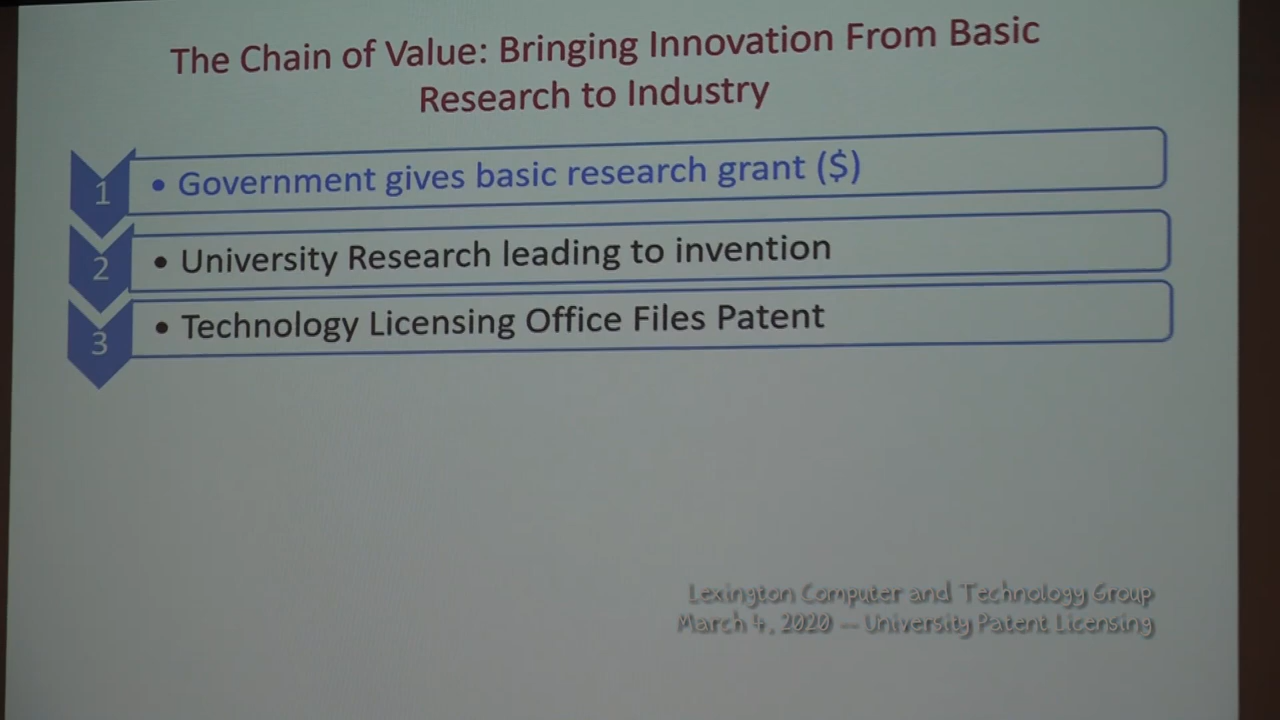 The Chain of Value: Bringing Innovation From Basic
Research to Industry
1 • Government gives basic research grant ($)
2 • University Research leading to invention
3 • Technology Licensing Office Files Patent
Lexington Computer and Technology Group
March 4, 2020 -- University Patent Licensing